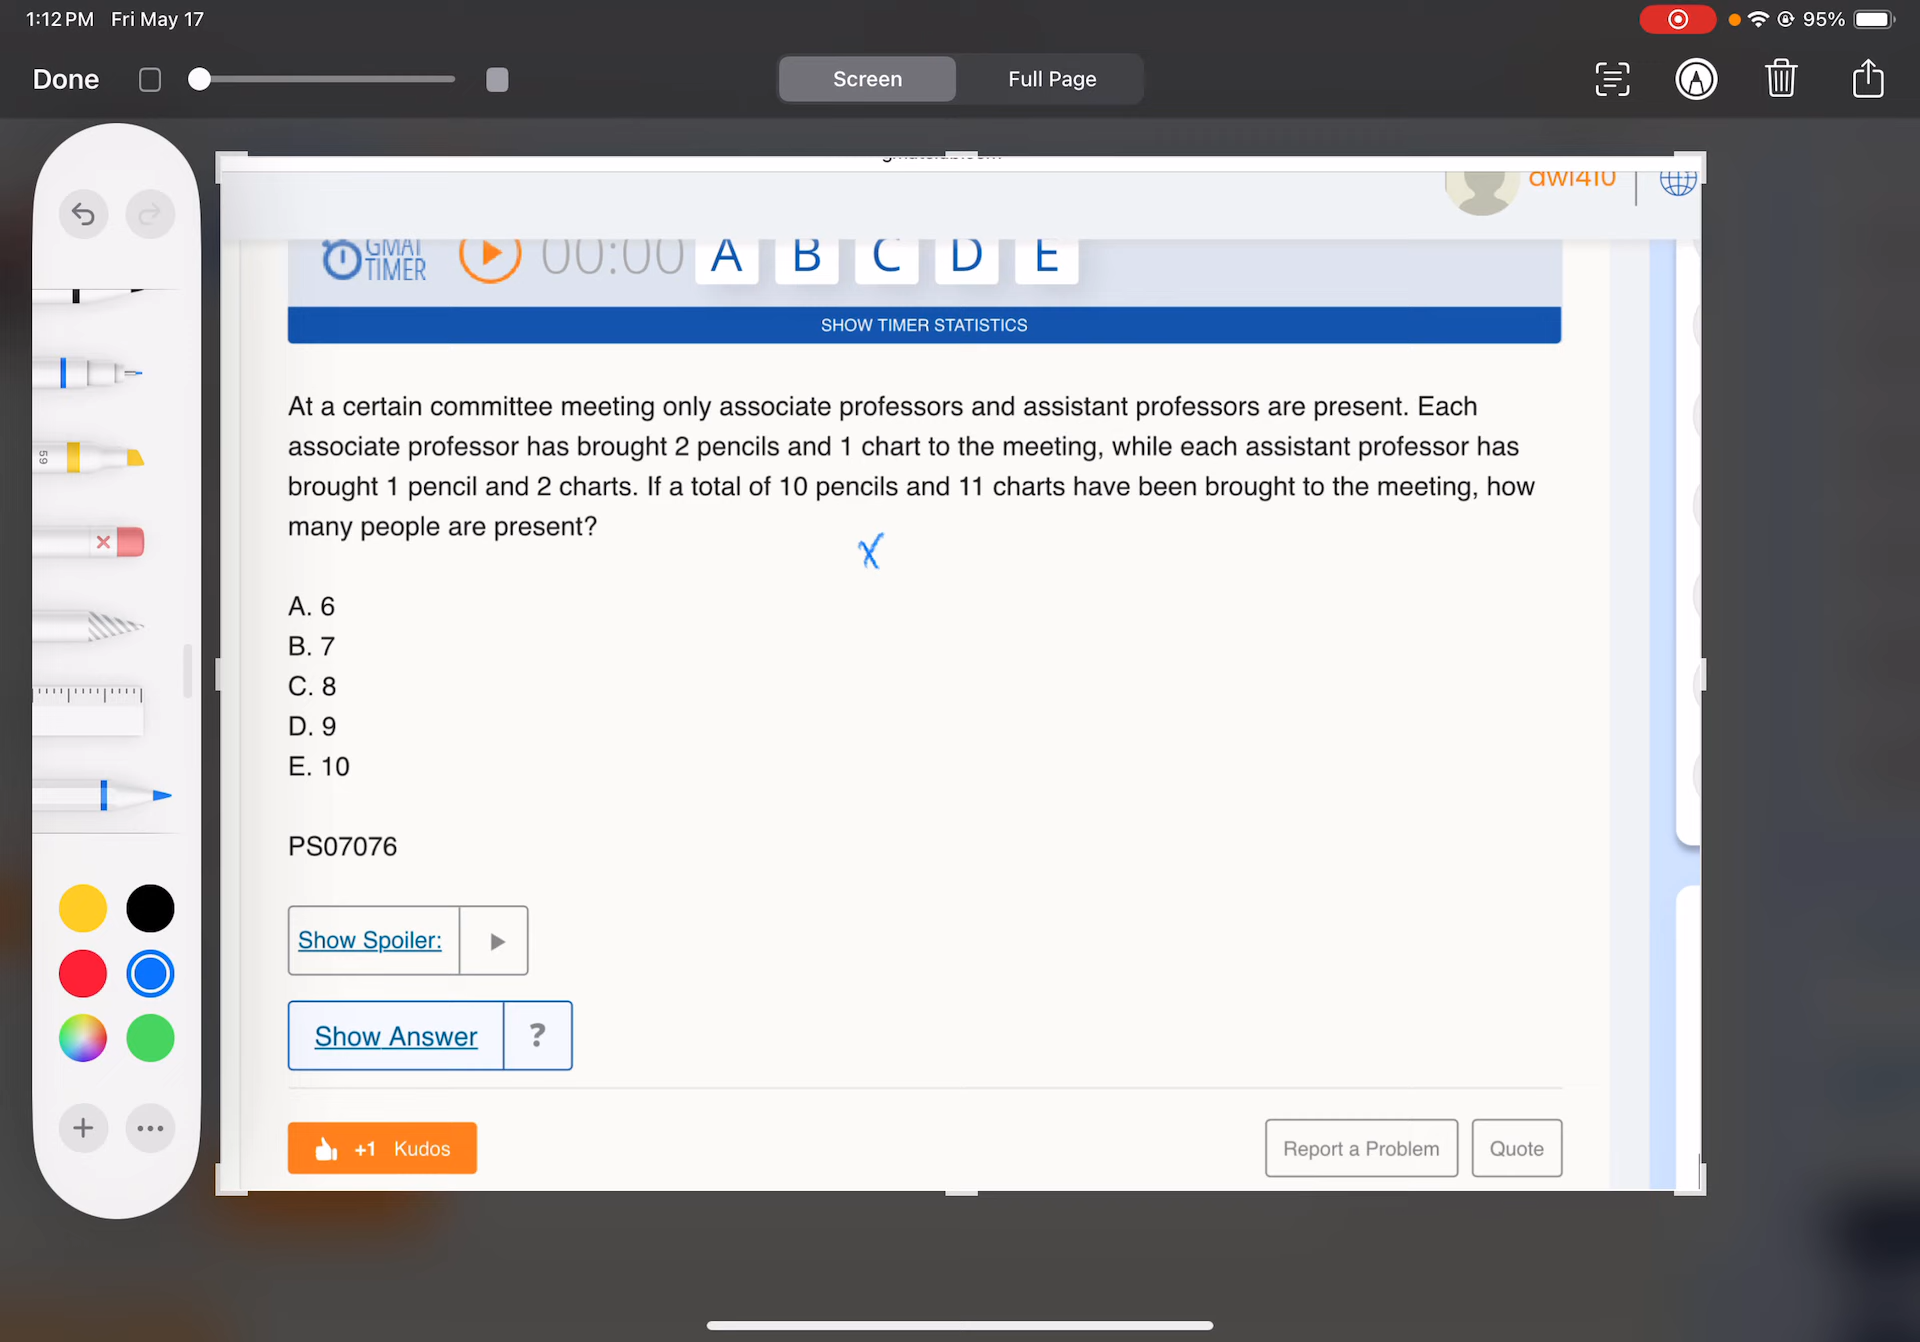 1:12 PM Fri May 17
95%
Done
Screen
Full Page
dwi410
GMAT
TIMER
00:00
A B C D E
SHOW TIMER STATISTICS
At a certain committee meeting only associate professors and assistant professors are present. Each
associate professor has brought 2 pencils and 1 chart to the meeting, while each assistant professor has
brought 1 pencil and 2 charts. If a total of 10 pencils and 11 charts have been brought to the meeting, how
many people are present?
x
A. 6
B. 7
C. 8
D. 9
E. 10
PS07076
Show Spoiler:
Show Answer ?
+1 Kudos
Report a Problem
Quote
59